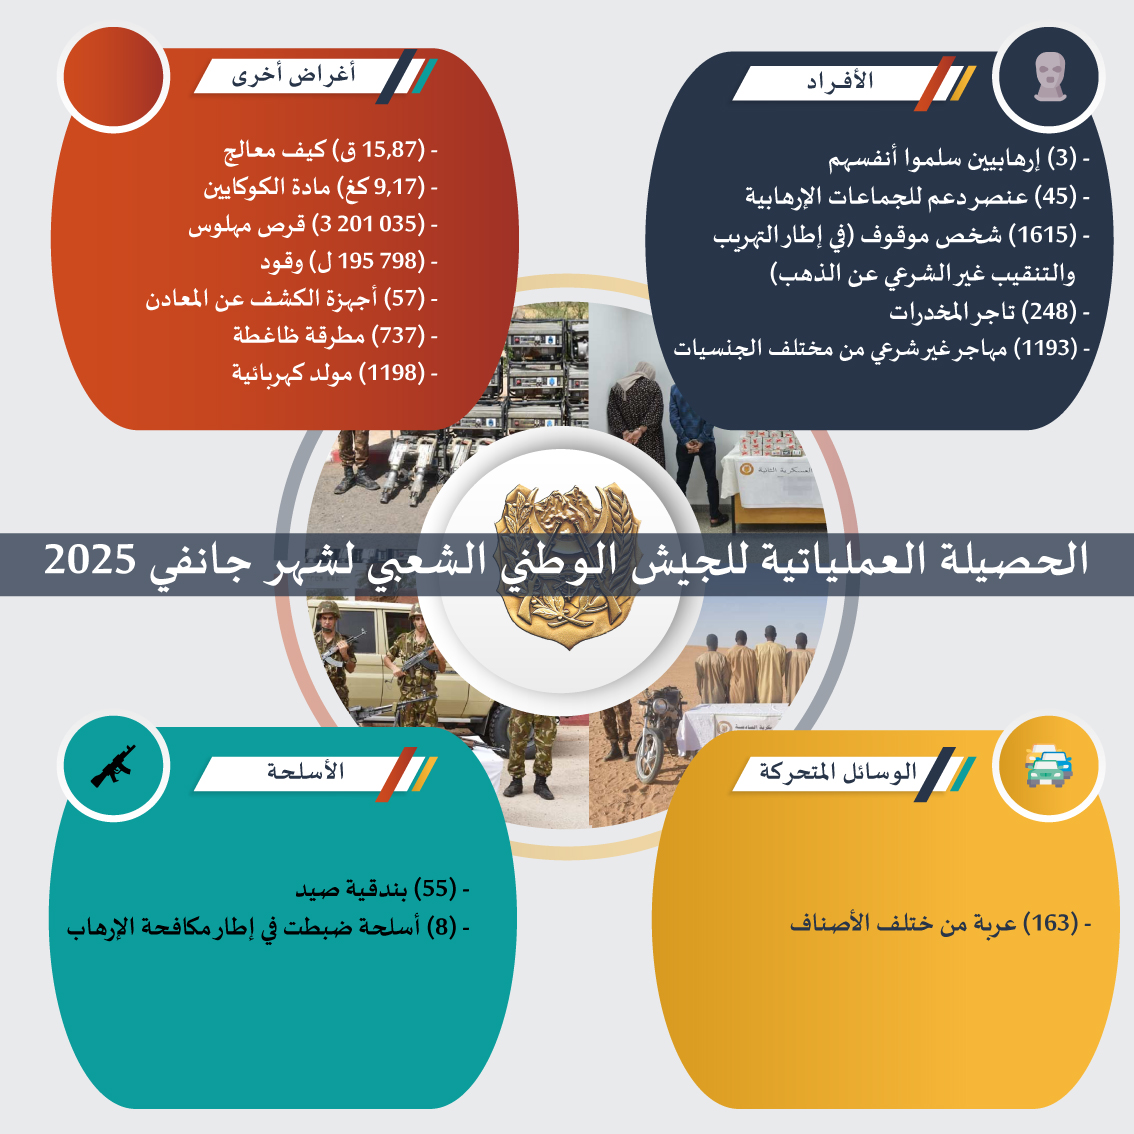 الأفراد
- (3) إرهابيين سلموا أنفسهم
- (45) عنصر دعم للجماعات الإرهابية
- (1615) شخص موقوف (في إطار التهريب
والتنقيب غير الشرعي عن الذهب)
- (248) تاجر المخدرات
- (1193) مهاجر غير شرعي من مختلف الجنسيات
أغراض أخرى
- (15,87 ق) كيف معالج
- (9,17 كغ) مادة الكوكايين
- (3 201 035) قرص مهلوس
- (195 798 ل) وقود
- (57) أجهزة الكشف عن المعادن
- (737) مطرقة ظاغطة
- (1198) مولد كهربائية
العسكرية الثانية
الحصيلة العملياتية للجيش الوطني الشعبي لشهر جانفي 2025
الوسائل المتحركة
- (163) عربة من ختلف الأصناف
الأسلحة
- (55) بندقية صيد
- (8) أسلحة ضبطت في إطار مكافحة الإرهاب